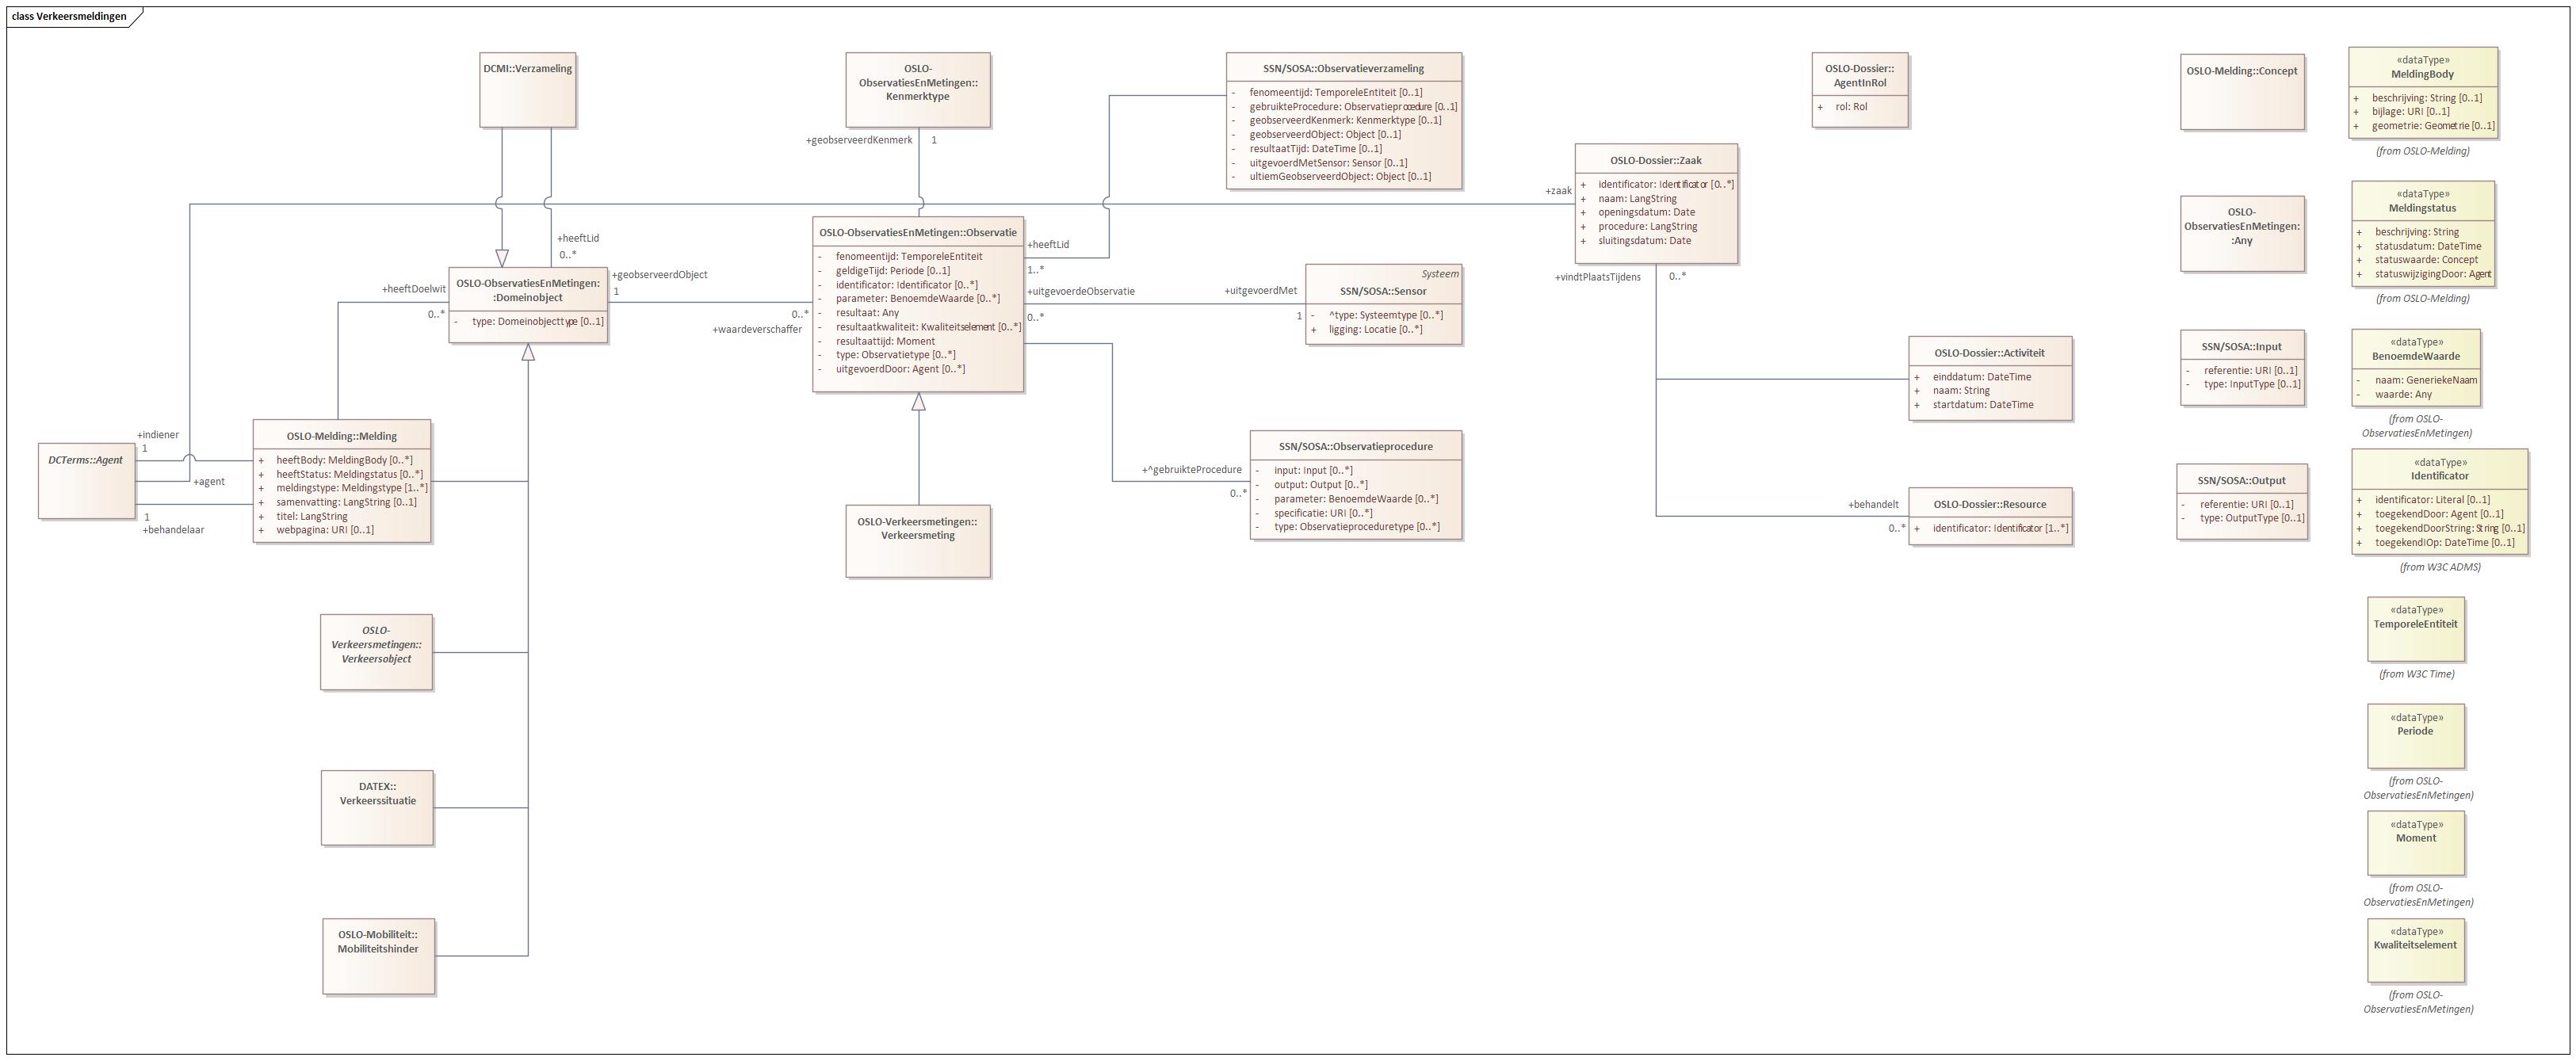 class Verkeersmeldingen
DCMI::Verzameling
OSLO-
ObservatiesEnMetingen::
Kenmerktype
+geobserveerdKenmerk 1
SSN/SOSA::Observatieverzameling
- fenomeentijd: TemporeleEntiteit [0..1]
- gebruikteProcedure: Observatieprocedure [0..1]
- geobserveerdKenmerk: Kenmerktype [0..1]
- geobserveerdObject: Object [0..1]
- resultaatTijd: DateTime [0..1]
- uitgevoerdMetSensor: Sensor [0..1]
- ultiemGeobserveerdObject: Object [0..1]
OSLO-Dossier::
AgentInRol
+ rol: Rol
OSLO-Melding::Concept
«dataType»
MeldingBody
+ beschrijving: String [0..1]
+ bijlage: URI [0..1]
+ geometrie: Geometrie [0..1]
(from OSLO-Melding)
+zaak
OSLO-Dossier::Zaak
+ identificator: Identificator [0..*]
+ naam: LangString
+ openingsdatum: Date
+ procedure: LangString
+ sluitingsdatum: Date
+vindtPlaatsTijdens 0..*
OSLO-
ObservatiesEnMetingen:
:Any
«dataType»
Meldingstatus
+ beschrijving: String
+ statusdatum: DateTime
+ statuswaarde: Concept
+ statuswijzigingDoor: Agent
(from OSLO-Melding)
+heeftLid
0..*
OSLO-ObservatiesEnMetingen:
:Domeinobject
- type: Domeinobjecttype [0..1]
+heeftDoelwit
0..*
+geobserveerdObject
1
0..*
+waardeverschaffer
OSLO-ObservatiesEnMetingen::Observatie
- fenomeentijd: TemporeleEntiteit
- geldigeTijd: Periode [0..1]
- identificator: Identificator [0..*]
- parameter: BenoemdeWaarde [0..*]
- resultaat: Any
- resultaatkwaliteit: Kwaliteitselement [0..*]
- resultaattijd: Moment
- type: Observatietype [0..*]
- uitgevoerdDoor: Agent [0..*]
+heeftLid
1..*
+uitgevoerdeObservatie
0..*
+uitgevoerdMet
1
Systeem
SSN/SOSA::Sensor
- ^type: Systeemtype [0..*]
+ ligging: Locatie [0..*]
OSLO-Dossier::Activiteit
+ einddatum: DateTime
+ naam: String
+ startdatum: DateTime
SSN/SOSA::Input
- referentie: URI [0..1]
- type: InputType [0..1]
«dataType»
BenoemdeWaarde
- naam: GeneriekeNaam
- waarde: Any
(from OSLO-
ObservatiesEnMetingen)
+indiener
1
DCTerms::Agent
+agent
1
+behandelaar
OSLO-Melding::Melding
+ heeftBody: MeldingBody [0..*]
+ heeftStatus: Meldingstatus [0..*]
+ meldingstype: Meldingstype [1..*]
+ samenvatting: LangString [0..1]
+ titel: LangString
+ webpagina: URI [0..1]
+^gebruikteProcedure
0..*
SSN/SOSA::Observatieprocedure
- input: Input [0..*]
- output: Output [0..*]
- parameter: BenoemdeWaarde [0..*]
- specificatie: URI [0..*]
- type: Observatieproceduretype [0..*]
+behandelt
0..*
OSLO-Dossier::Resource
+ identificator: Identificator [1..*]
SSN/SOSA::Output
- referentie: URI [0..1]
- type: OutputType [0..1]
«dataType»
Identificator
+ identificator: Literal [0..1]
+ toegekendDoor: Agent [0..1]
+ toegekendDoorString: String [0..1]
+ toegekendOp: DateTime [0..1]
(from W3C ADMS)
OSLO-Verkeersmetingen::
Verkeersmeting
OSLO-
Verkeersmetingen::
Verkeersobject
«dataType»
TemporeleEntiteit
(from W3C Time)
DATEX::
Verkeerssituatie
«dataType»
Periode
(from OSLO-
ObservatiesEnMetingen)
«dataType»
Moment
(from OSLO-
ObservatiesEnMetingen)
OSLO-Mobiliteit::
Mobiliteitshinder
«dataType»
Kwaliteitselement
(from OSLO-
ObservatiesEnMetingen)